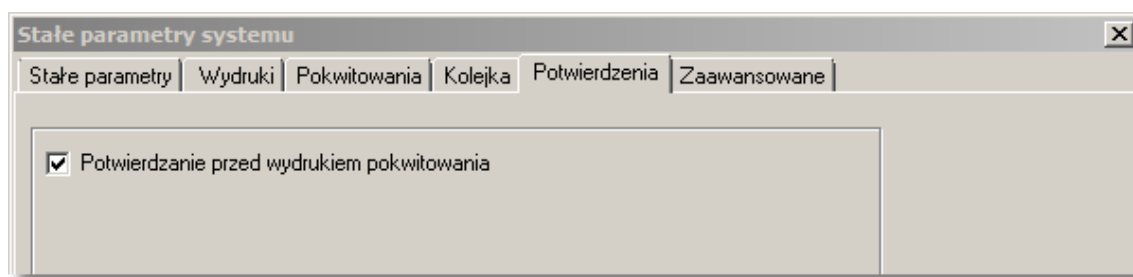 Stałe parametry systemu
Stałe parametry Wydruki Pokwitowania Kolejka Potwierdzenia Zaawansowane
Potwierdzanie przed wydrukiem pokwitowania